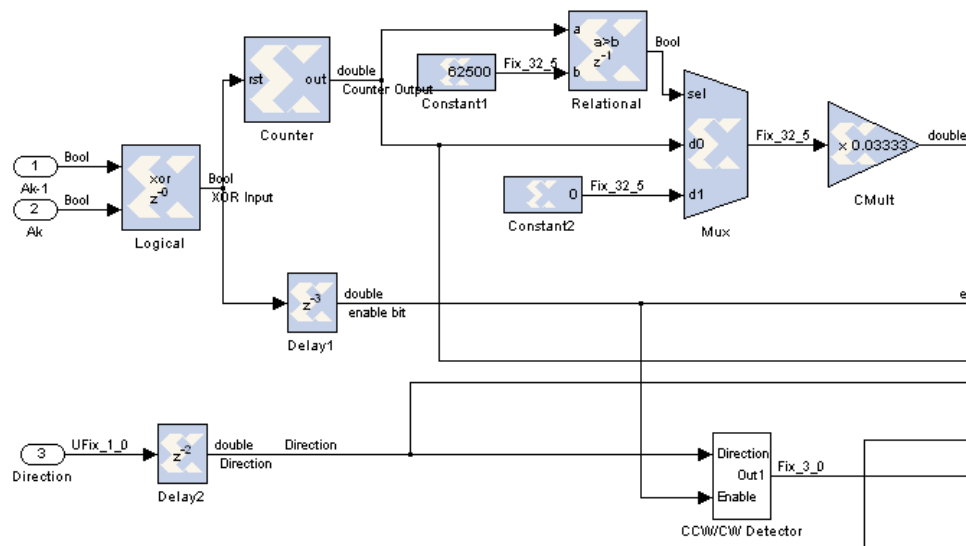 a
a>b
z-1
b
Relational
Bool
62500
Constant1
Fix_32_5
rst
out
Counter
double
Counter Output
sel
d0
d1
Mux
Fix_32_5
x 0.03333
CMult
double
0
Constant2
Fix_32_5
1
Ak-1
Bool
2
Ak
Bool
xor
z-0
Logical
Bool
XOR Input
z-3
Delay1
double
enable bit
e
3
Direction
UFix_1_0
z-2
Delay2
double
Direction
Direction
Direction
Out1
Enable
CCW/CW Detector
Fix_3_0